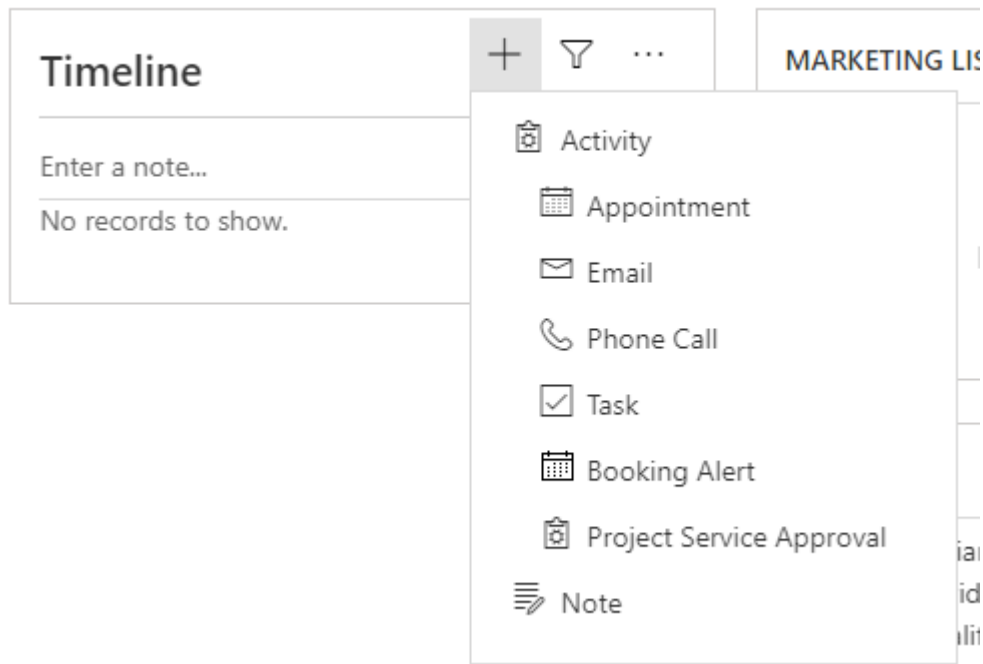 Timeline
MARKETING
Enter a note...
No records to show.
Activity
Appointment
Email
Phone Call
Task
Booking Alert
Project Service Approval
Note